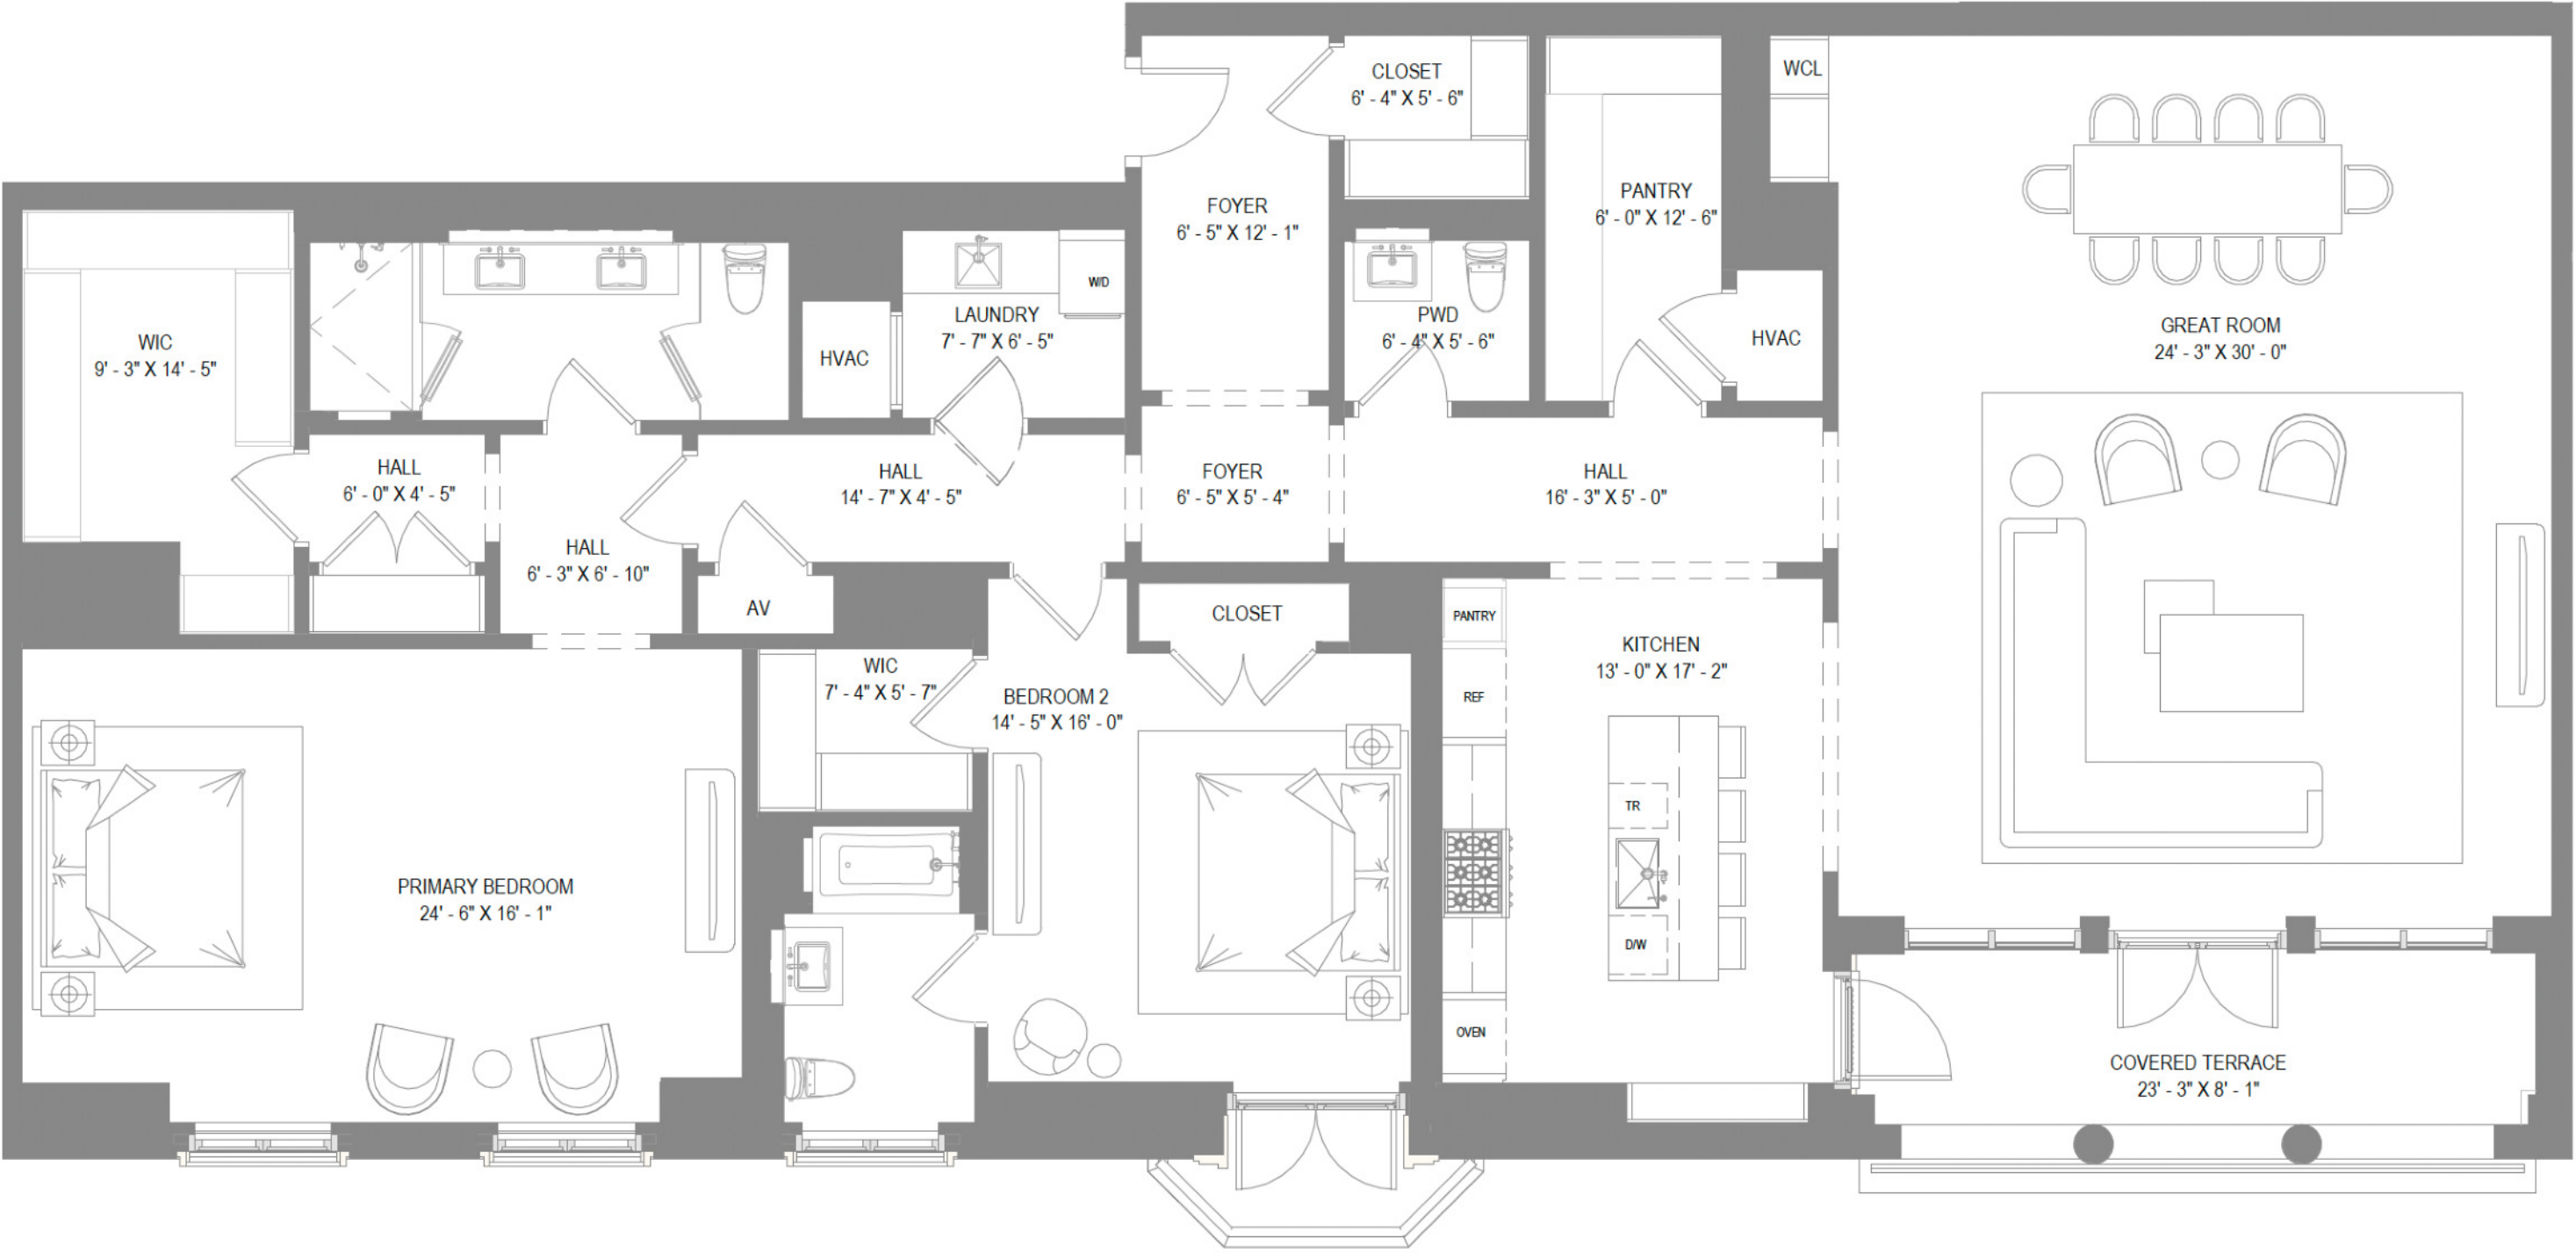 CLOSET
6' - 4" X 5' - 6"
WCL
PANTRY
6' - 0" X 12' - 6"
FOYER
6' - 5" X 12' - 1"
W/D
LAUNDRY
7' - 7" X 6' - 5"
PWD
6' - 4" X 5' - 6"
HVAC
GREAT ROOM
24' - 3" X 30' - 0"
WIC
9' - 3" X 14' - 5"
HVAC
HALL
6' - 0" X 4' - 5"
HALL
14' - 7" X 4' - 5"
FOYER
6' - 5" X 5' - 4"
HALL
16' - 3" X 5' - 0"
HALL
6' - 3" X 6' - 10"
AV
CLOSET
PANTRY
KITCHEN
13' - 0" X 17' - 2"
WIC
7' - 4" X 5' - 7"
BEDROOM 2
14' - 5" X 16' - 0"
REF
TR
PRIMARY BEDROOM
24' - 6" X 16' - 1"
D/W
OVEN
COVERED TERRACE
23' - 3" X 8' - 1"